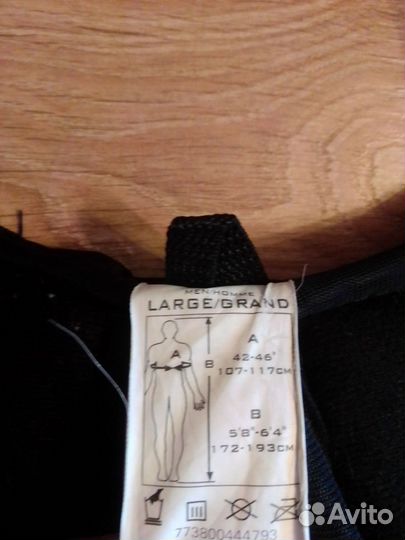 MEN/HOMME
LARGE/GRAND
A
A
42-46"
B
107-117CM
B
5'8"-6'4"
172-193CM
773800444793
Avito